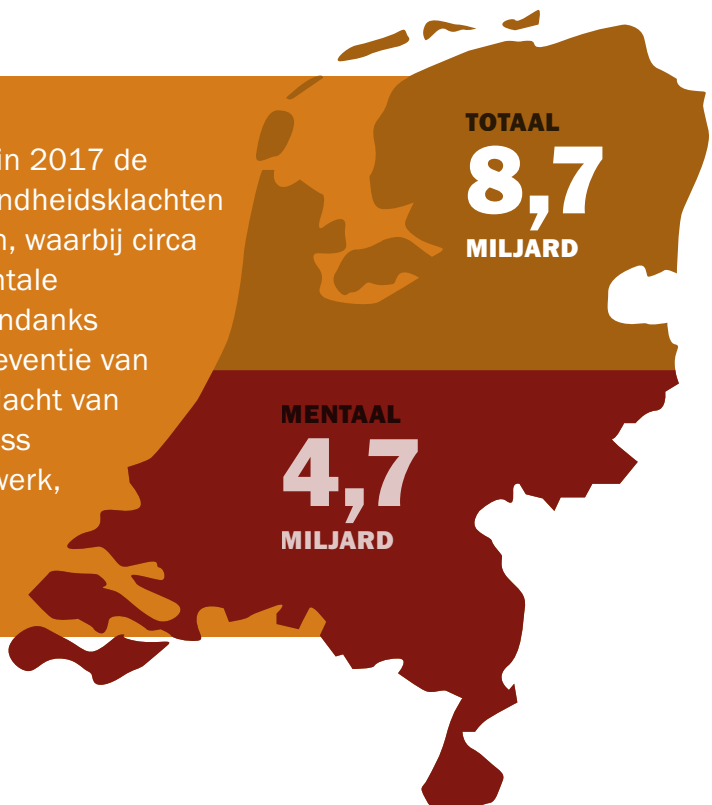 in 2017 de
ndheidsklachten
n, waarbij circa
ntale
ndanks
eventie van
acht van
ss
werk,
TOTAAL
8,7
MILJARD
MENTAAL
4,7
MILJARD